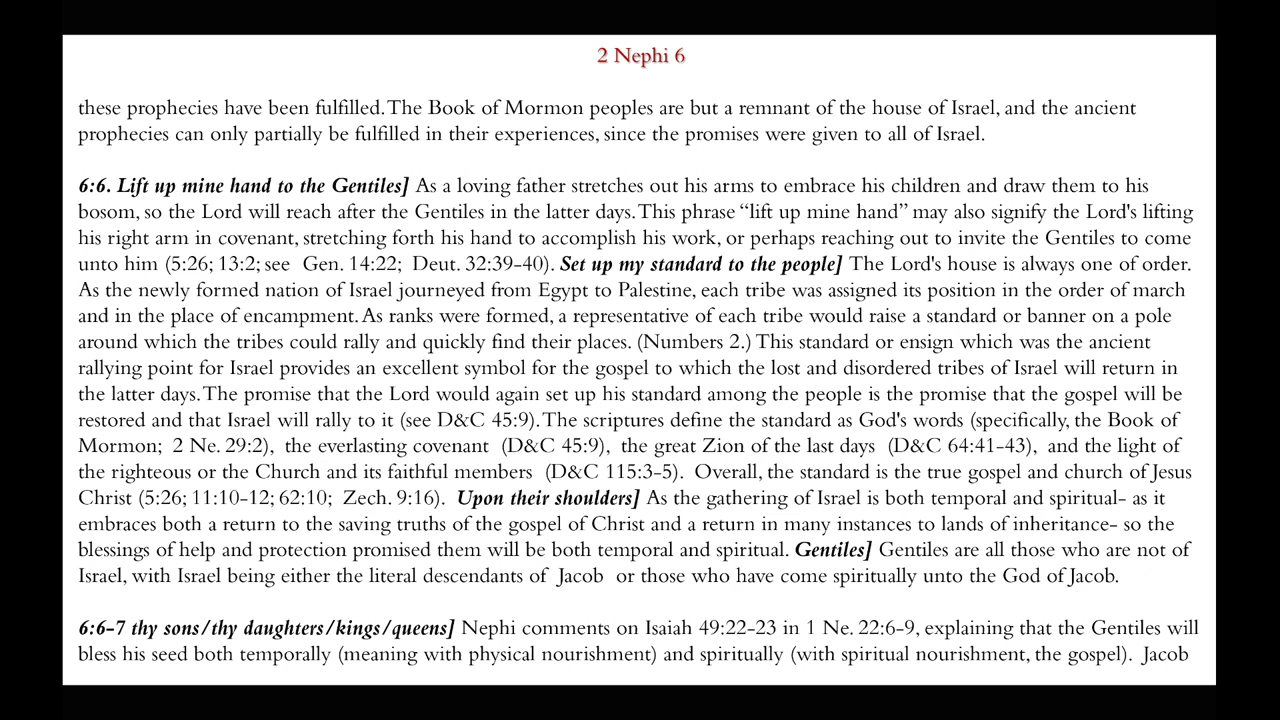 2 Nephi 6
these prophecies have been fulfilled. The Book of Mormon peoples are but a remnant of the house of Israel, and the ancient
prophecies can only partially be fulfilled in their experiences, since the promises were given to all of Israel.
6:6. Lift up mine hand to the Gentiles] As a loving father stretches out his arms to embrace his children and draw them to his
bosom, so the Lord will reach after the Gentiles in the latter days. This phrase “lift up mine hand” may also signify the Lord's lifting
his right arm in covenant, stretching forth his hand to accomplish his work, or perhaps reaching out to invite the Gentiles to come
unto him (5:26; 13:2; see Gen. 14:22; Deut. 32:39-40). Set up my standard to the people] The Lord's house is always one of order.
As the newly formed nation of Israel journeyed from Egypt to Palestine, each tribe was assigned its position in the order of march
and in the place of encampment. As ranks were formed, a representative of each tribe would raise a standard or banner on a pole
around which the tribes could rally and quickly find their places. (Numbers 2.) This standard or ensign which was the ancient
rallying point for Israel provides an excellent symbol for the gospel to which the lost and disordered tribes of Israel will return in
the latter days. The promise that the Lord would again set up his standard among the people is the promise that the gospel will be
restored and that Israel will rally to it (see D&C 45:9). The scriptures define the standard as God's words (specifically, the Book of
Mormon; 2 Ne. 29:2), the everlasting covenant (D&C 45:9), the great Zion of the last days (D&C 64:41-43), and the light of
the righteous or the Church and its faithful members (D&C 115:3-5). Overall, the standard is the true gospel and church of Jesus
Christ (5:26; 11:10-12; 62:10; Zech. 9:16). Upon their shoulders] As the gathering of Israel is both temporal and spiritual- as it
embraces both a return to the saving truths of the gospel of Christ and a return in many instances to lands of inheritance- so the
blessings of help and protection promised them will be both temporal and spiritual. Gentiles] Gentiles are all those who are not of
Israel, with Israel being either the literal descendants of Jacob or those who have come spiritually unto the God of Jacob.
6:6-7 thy sons/thy daughters/kings/queens] Nephi comments on Isaiah 49:22-23 in 1 Ne. 22:6-9, explaining that the Gentiles will
bless his seed both temporally (meaning with physical nourishment) and spiritually (with spiritual nourishment, the gospel). Jacob